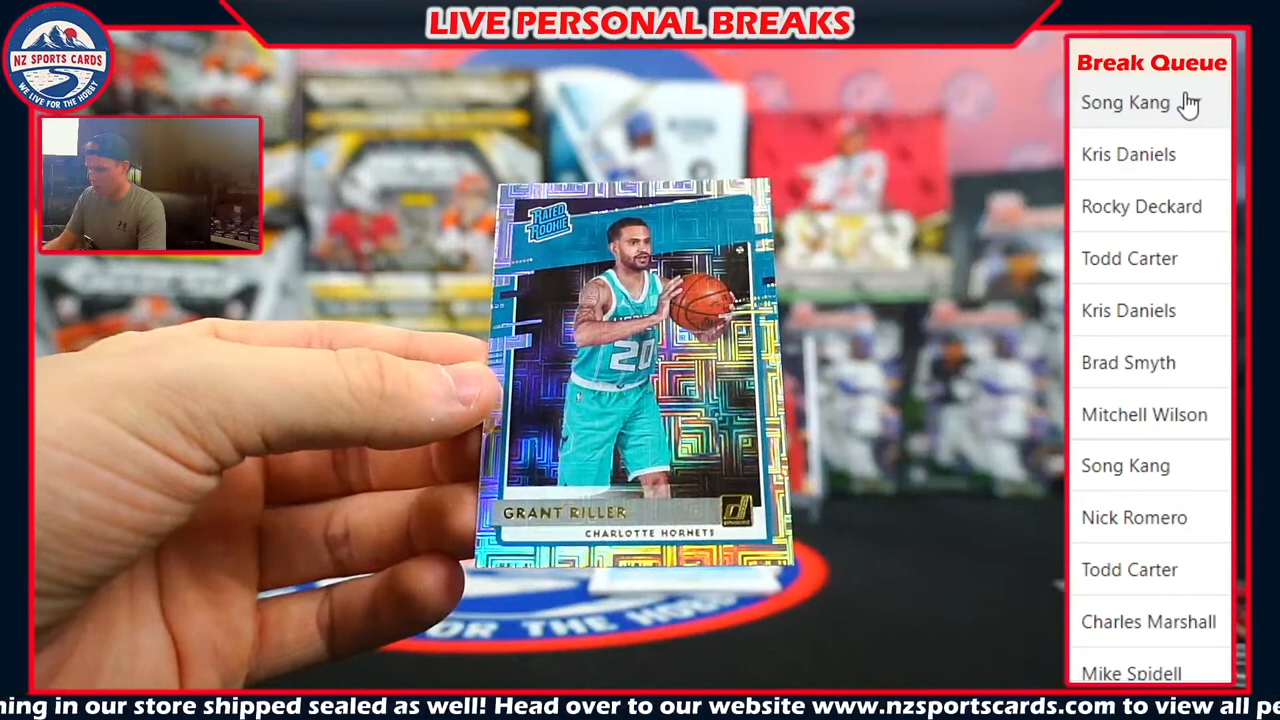 LIVE PERSONAL BREAKS
NZ SPORTS CARDS
WE LIVE FOR THE HOBBY
Break Queue
Song Kang
Kris Daniels
Rocky Deckard
Todd Carter
Kris Daniels
Brad Smyth
Mitchell Wilson
Song Kang
Nick Romero
Todd Carter
Charles Marshall
Mike Spidell
RATED
ROOKIE
20
GRANT RILLER
CHARLOTTE HORNETS
OR THE HOBB
ning in our store shipped sealed as well! Head over to our website www.nzsportscards.com to view all pe